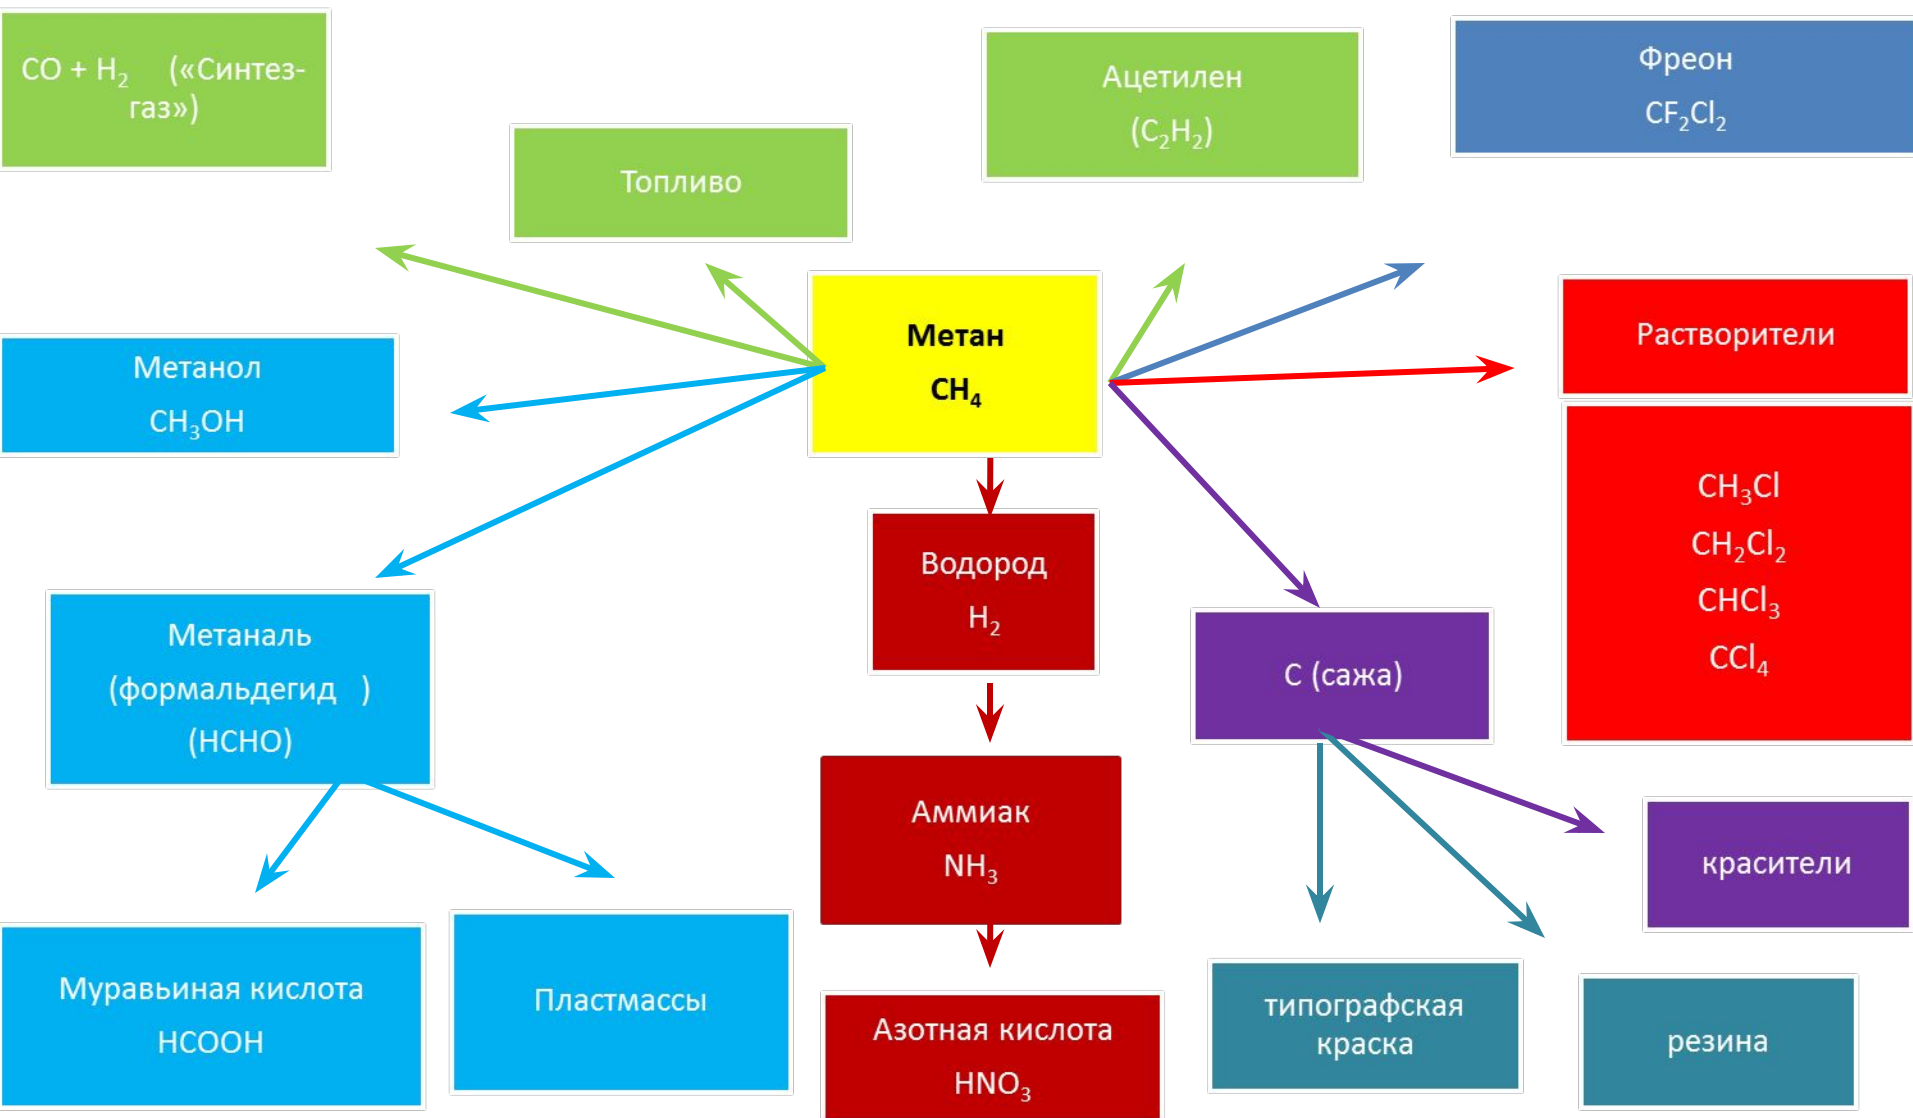 CO + H₂ («Синтез-
газ»)
Топливо
Ацетилен
(C₂H₂)
Фреон
CF₂Cl₂
Метан
CH₄
Растворители
Метанол
CH₃OH
CH₃Cl
CH₂Cl₂
CHCl₃
CCl₄
Водород
H₂
Метаналь
(формальдегид )
(HCHO)
С (сажа)
Аммиак
NH₃
красители
Муравьиная кислота
HCOOH
Пластмассы
Азотная кислота
HNO₃
типографская
краска
резина